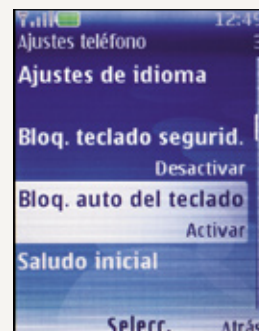 12:49
Ajustes teléfono
Ajustes de idioma
Bloq. teclado segurid.
Desactivar
Bloq. auto del teclado
Activar
Saludo inicial
Selecc. Atrás